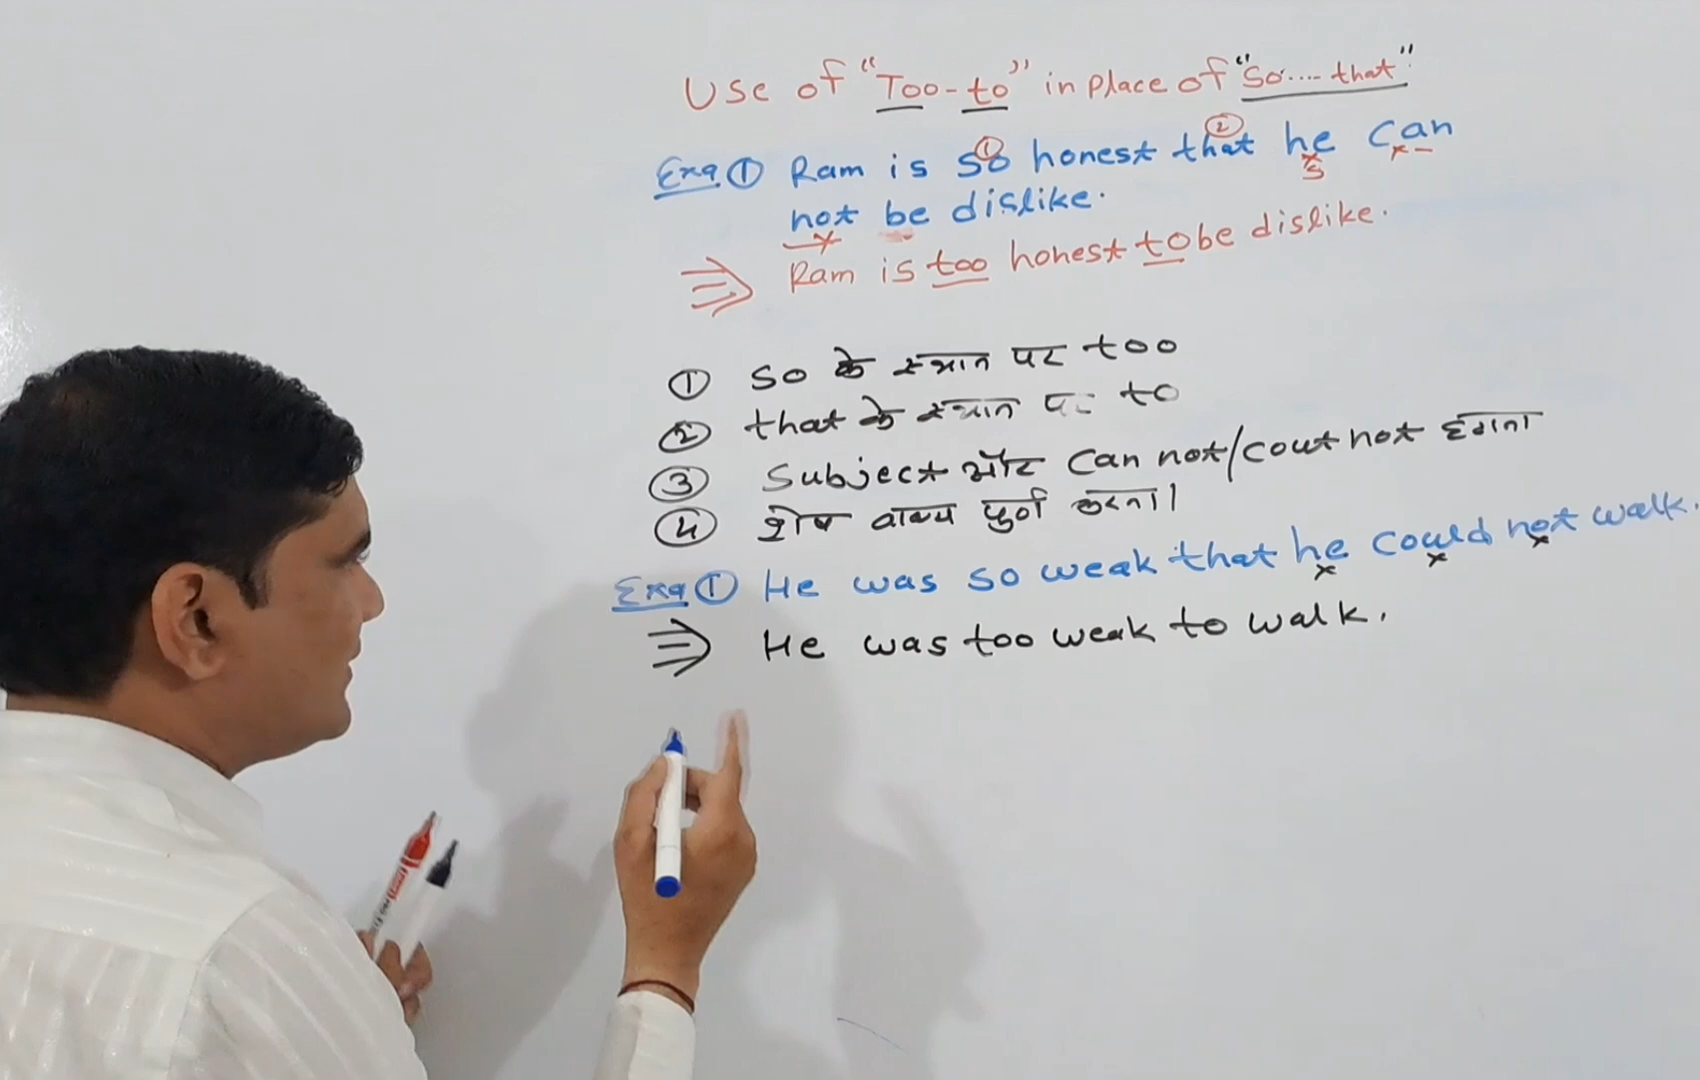 Use of "Too-to" in place of "So....that"
Exa ① Ram is so honest that he can
① ②
S
not be dislike.
⇒ Ram is too honest to be dislike.
① so के स्थान पर too
② that के स्थान पर to
③ Subject और Can not/cout not हटाना
④ शेष वाक्य पुर्ण करना।
Exa ① He was so weak that he could not walk.
⇒ He was too weak to walk.